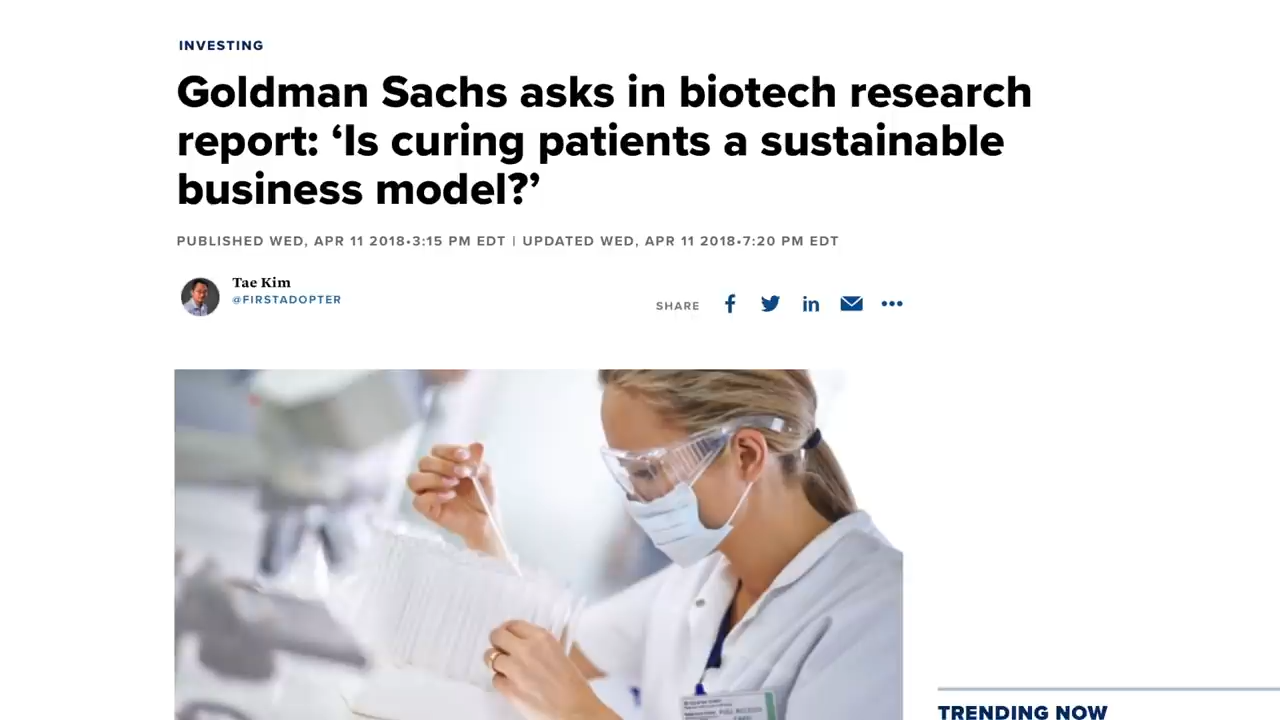 INVESTING
Goldman Sachs asks in biotech research
report: ‘Is curing patients a sustainable
business model?’
PUBLISHED WED, APR 11 2018•3:15 PM EDT | UPDATED WED, APR 11 2018•7:20 PM EDT
Tae Kim
@FIRSTADOPTER
SHARE
TRENDING NOW